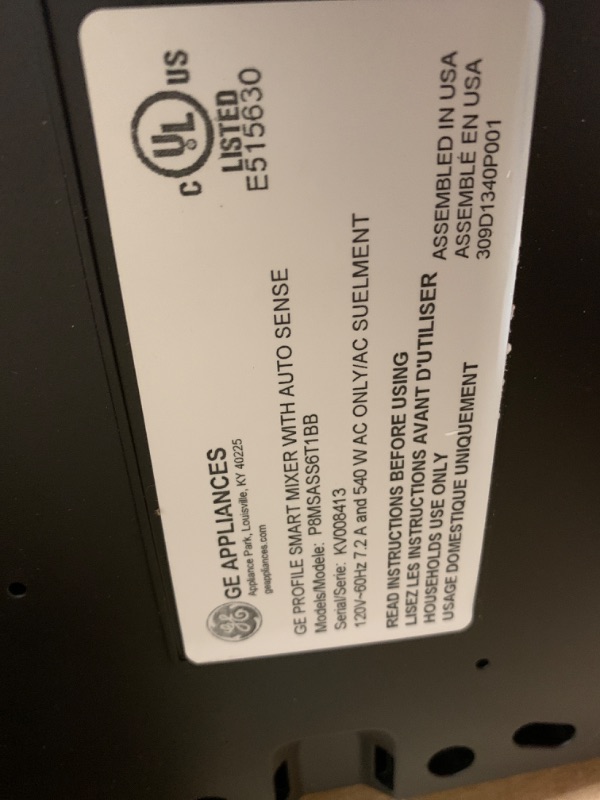 GE APPLIANCES
Appliance Park, Louisville, KY 40225
geappliances.com
C UL US
LISTED
E515630
GE PROFILE SMART MIXER WITH AUTO SENSE
Models/Modele: P8MSASS6T1BB
Serial/Serie: KV008413
120V~60Hz 7.2 A and 540 W AC ONLY/AC SUELMENT
READ INSTRUCTIONS BEFORE USING
LISEZ LES INSTRUCTIONS AVANT D'UTILISER
HOUSEHOLDS USE ONLY
USAGE DOMESTIQUE UNIQUEMENT
ASSEMBLED IN USA
ASSEMBLÉ EN USA
309D1340P001